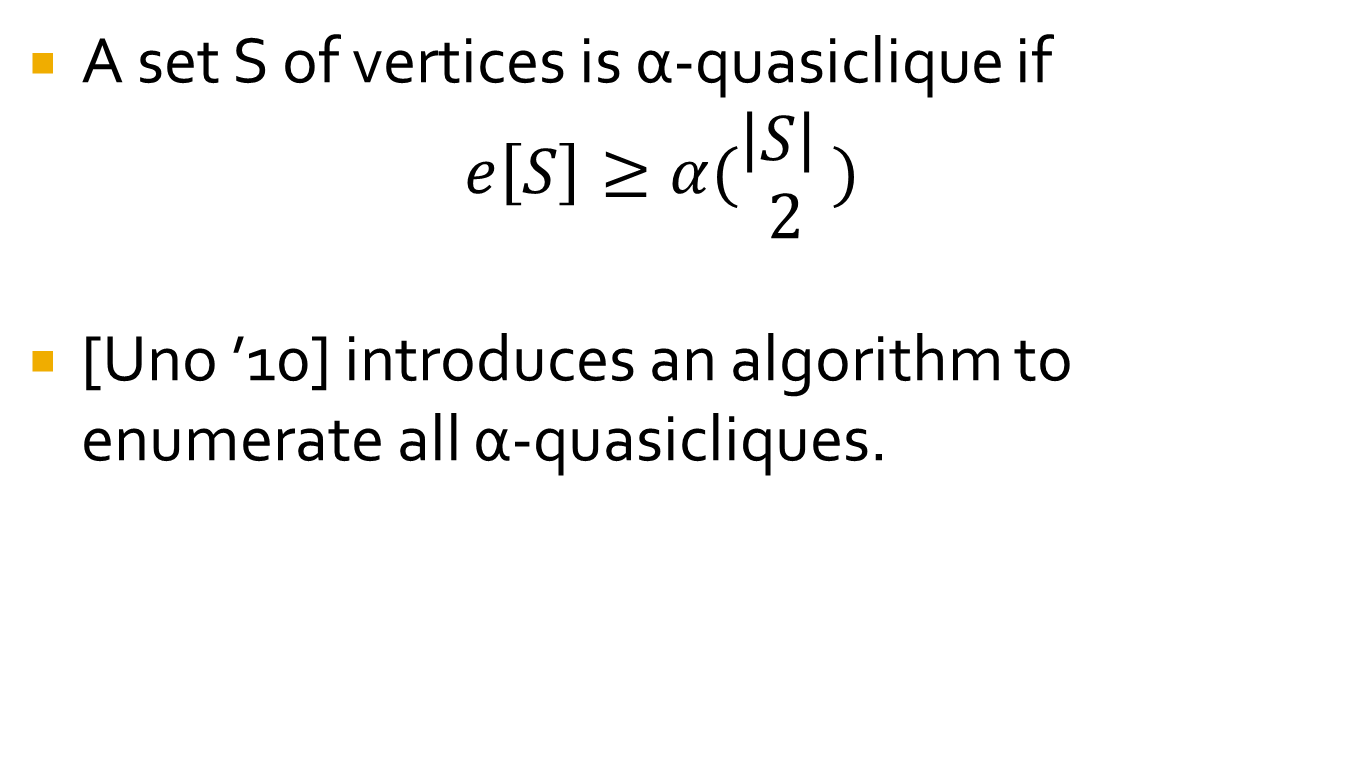 ▪ A set S of vertices is α-quasiclique if
e[S] ≥ α(|S| 2)
▪ [Uno ’10] introduces an algorithm to
enumerate all α-quasicliques.